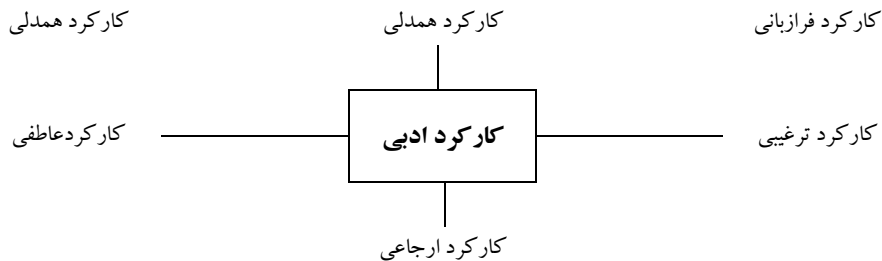 کارکرد فرازبانی
کارکرد همدلی
کارکرد همدلی
کارکرد ترغیبی
کارکرد ادبی
کارکردعاطفی
کارکرد ارجاعی